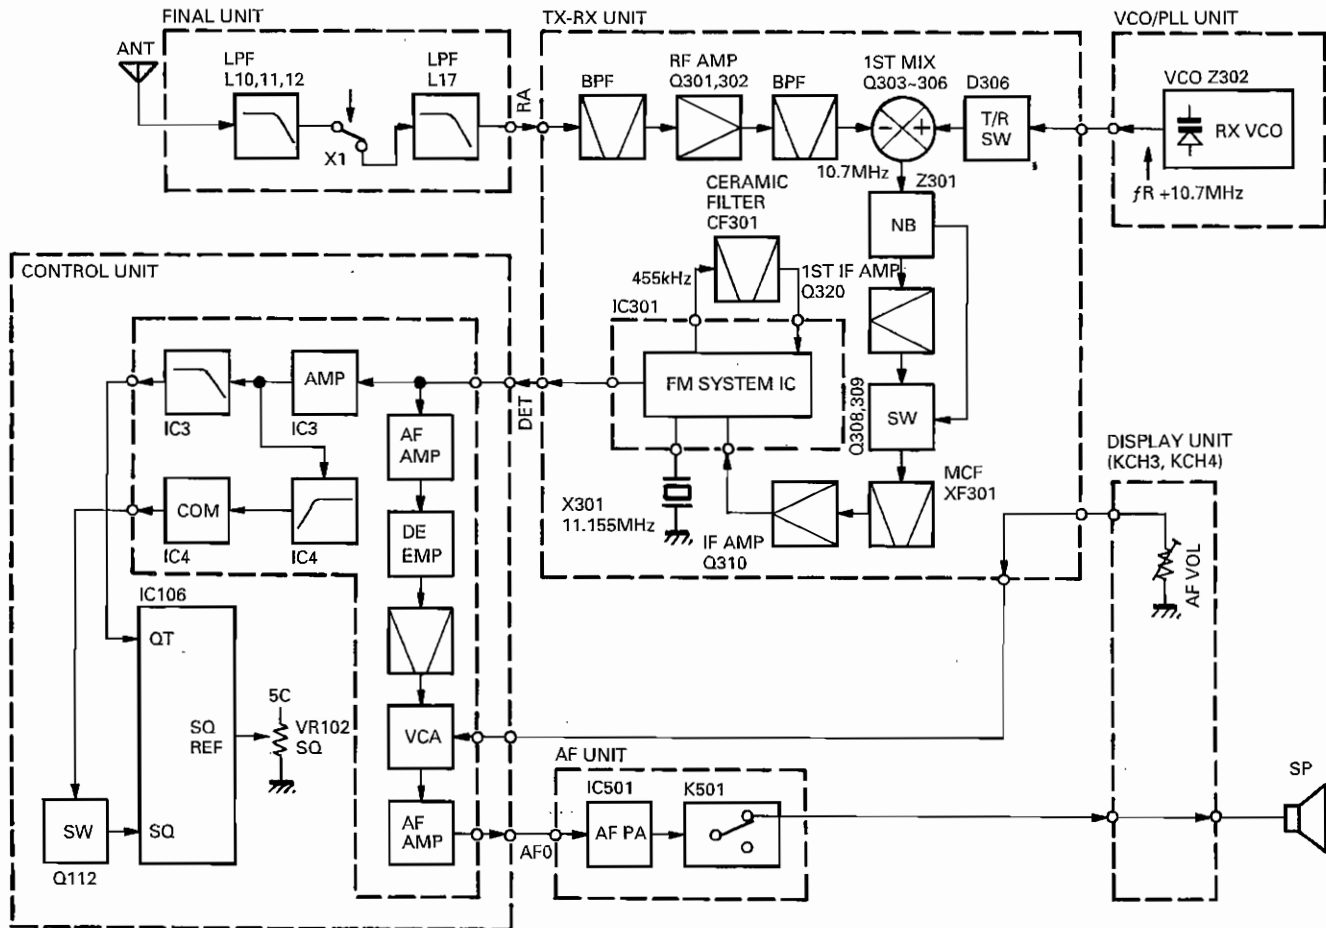 FINAL UNIT
ANT
LPF
L10,11,12
X1
LPF
L17
RA
TX-RX UNIT
BPF
RF AMP
Q301,302
BPF
1ST MIX
Q303~306
D306
T/R
SW
10.7MHz
VCO/PLL UNIT
VCO Z302
RX VCO
fR +10.7MHz
Z301
NB
CERAMIC
FILTER
CF301
455kHz
1ST IF AMP
Q320
IC301
FM SYSTEM IC
Q308,309
SW
MCF
XF301
X301
11.155MHz
IF AMP
Q310
DET
CONTROL UNIT
IC3
AMP
IC3
AF
AMP
COM
IC4
IC4
DE
EMP
IC106
QT
SQ
REF
5C
VR102
SQ
VCA
SW
Q112
SQ
AF
AMP
AF0
AF UNIT
IC501
AF PA
K501
DISPLAY UNIT
(KCH3, KCH4)
AF VOL
SP